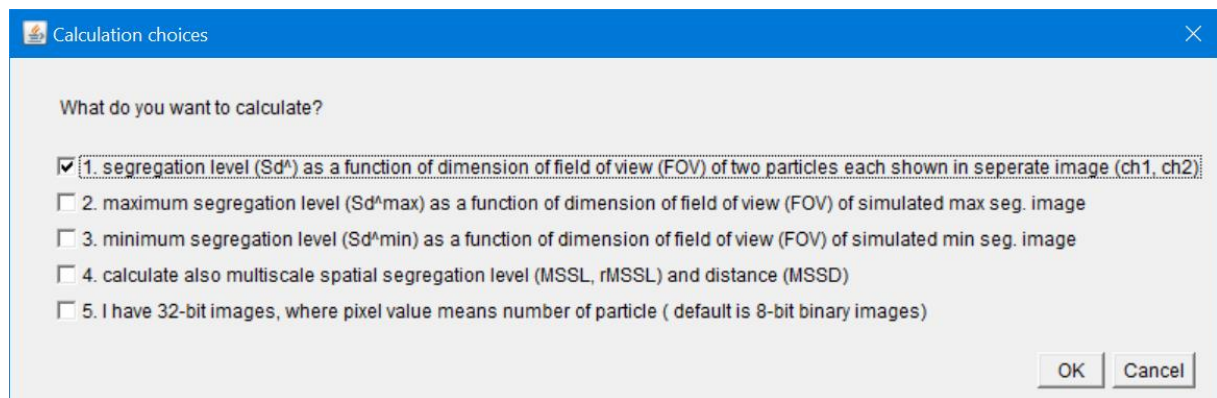 Calculation choices
What do you want to calculate?
1. segregation level (Sd^) as a function of dimension of field of view (FOV) of two particles each shown in seperate image (ch1, ch2)
2. maximum segregation level (Sd^max) as a function of dimension of field of view (FOV) of simulated max seg. image
3. minimum segregation level (Sd^min) as a function of dimension of field of view (FOV) of simulated min seg. image
4. calculate also multiscale spatial segregation level (MSSL, rMSSL) and distance (MSSD)
5. I have 32-bit images, where pixel value means number of particle ( default is 8-bit binary images)
OK Cancel